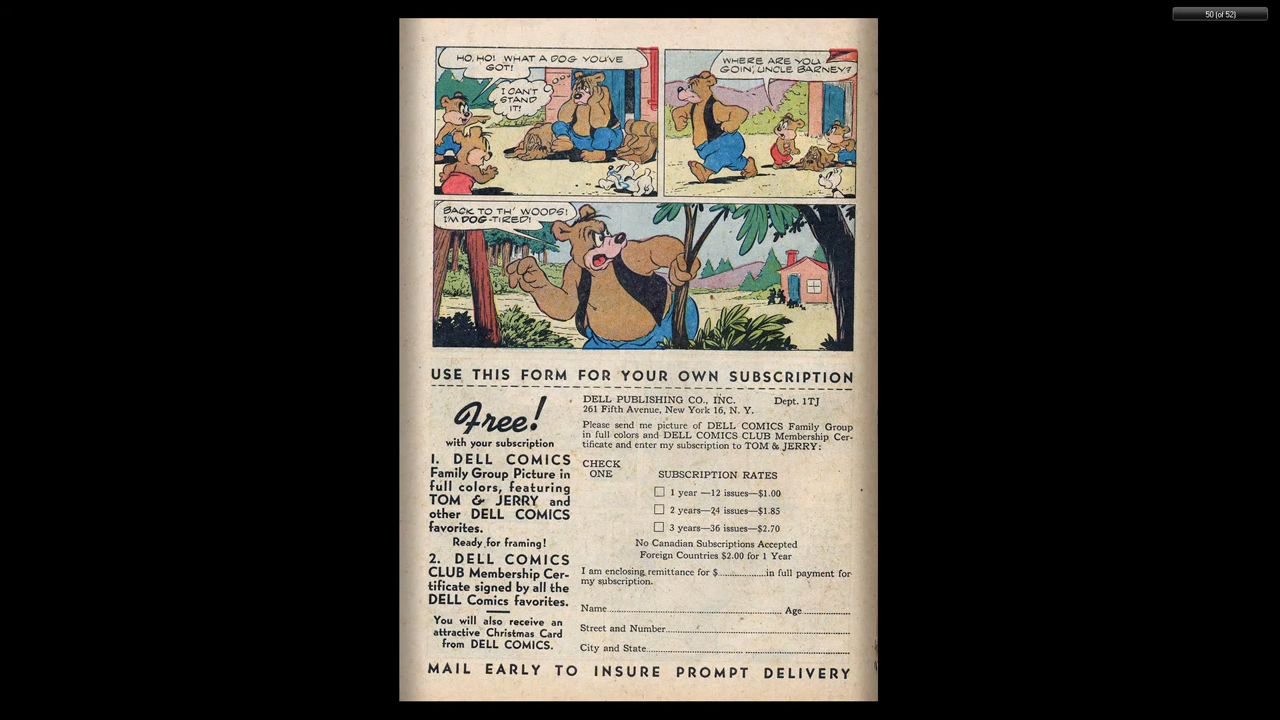 50 (of 52)
HO, HO! WHAT A DOG YOU'VE
GOT!
I CAN'T
STAND
IT!
WHERE ARE YOU
GOIN', UNCLE BARNEY?
BACK TO TH' WOODS!
I'M DOG-TIRED!
USE THIS FORM FOR YOUR OWN SUBSCRIPTION
Free!
with your subscription
1. DELL COMICS
Family Group Picture in
full colors, featuring
TOM & JERRY and
other DELL COMICS
favorites.
Ready for framing!
2. DELL COMICS
CLUB Membership Cer-
tificate signed by all the
DELL Comics favorites.
You will also receive an
attractive Christmas Card
from DELL COMICS.
DELL PUBLISHING CO., INC. Dept. 1TJ
261 Fifth Avenue, New York 16, N. Y.
Please send me picture of DELL COMICS Family Group
in full colors and DELL COMICS CLUB Membership Cer-
tificate and enter my subscription to TOM & JERRY:
CHECK
ONE
SUBSCRIPTION RATES
1 year —12 issues—$1.00
2 years—24 issues—$1.85
3 years—36 issues—$2.70
No Canadian Subscriptions Accepted
Foreign Countries $2.00 for 1 Year
I am enclosing remittance for $..................in full payment for
my subscription.
Name.................................................... Age..............
Street and Number........................................................
City and State........................................................
MAIL EARLY TO INSURE PROMPT DELIVERY